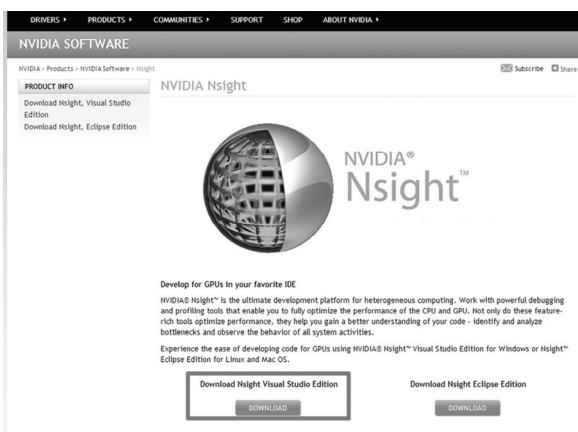 DRIVERS PRODUCTS COMMUNITIES SUPPORT SHOP ABOUT NVIDIA
NVIDIA SOFTWARE
NVIDIA > Products > NVIDIA Software > Nsight
Subscribe Share
PRODUCT INFO
Download Nsight, Visual Studio
Edition
Download Nsight, Eclipse Edition
NVIDIA Nsight
NVIDIA®
Nsight™
Develop for GPUs in your favorite IDE
NVIDIA® Nsight™ is the ultimate development platform for heterogeneous computing. Work with powerful debugging
and profiling tools that enable you to fully optimize the performance of the CPU and GPU. Not only do these feature-
rich tools optimize performance, they help you gain a better understanding of your code - identify and analyze
bottlenecks and observe the behavior of all system activities.
Experience the ease of developing code for GPUs using NVIDIA® Nsight™ Visual Studio Edition for Windows or Nsight™
Eclipse Edition for Linux and Mac OS.
Download Nsight Visual Studio Edition
DOWNLOAD
Download Nsight Eclipse Edition
DOWNLOAD